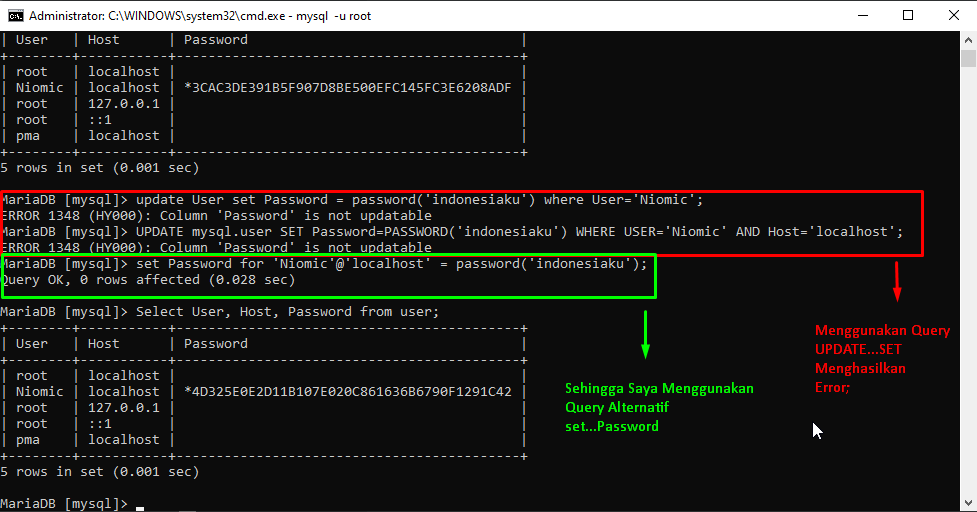 Administrator: C:\WINDOWS\system32\cmd.exe - mysql -u root
| User   | Host      | Password                                  |
+--------+-----------+-------------------------------------------+
| root   | localhost |                                           |
| Niomic | localhost | *3CAC3DE391B5F907D8BE500EFC145FC3E6208ADF |
| root   | 127.0.0.1 |                                           |
| root   | ::1       |                                           |
| pma    | localhost |                                           |
+--------+-----------+-------------------------------------------+
5 rows in set (0.001 sec)
MariaDB [mysql]> update User set Password = password('indonesiaku') where User='Niomic';
ERROR 1348 (HY000): Column 'Password' is not updatable
MariaDB [mysql]> UPDATE mysql.user SET Password=PASSWORD('indonesiaku') WHERE USER='Niomic' AND Host='localhost';
ERROR 1348 (HY000): Column 'Password' is not updatable
MariaDB [mysql]> set Password for 'Niomic'@'localhost' = password('indonesiaku');
Query OK, 0 rows affected (0.028 sec)
MariaDB [mysql]> Select User, Host, Password from user;
+--------+-----------+-------------------------------------------+
| User   | Host      | Password                                  |
+--------+-----------+-------------------------------------------+
| root   | localhost |                                           |
| Niomic | localhost | *4D325E0E2D11B107E020C861636B6790F1291C42 |
| root   | 127.0.0.1 |                                           |
| root   | ::1       |                                           |
| pma    | localhost |                                           |
+--------+-----------+-------------------------------------------+
5 rows in set (0.001 sec)
MariaDB [mysql]>
Menggunakan Query
UPDATE...SET
Menghasilkan
Error;
Sehingga Saya Menggunakan
Query Alternatif
set...Password